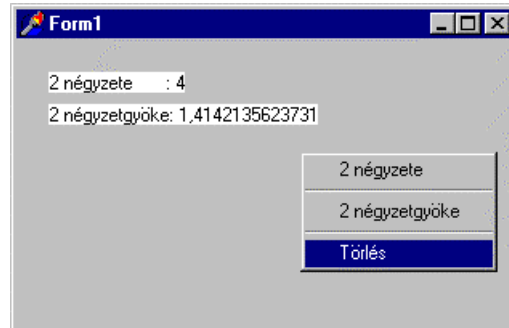 Form1
2 négyzete : 4
2 négyzetgyöke: 1,4142135623731
2 négyzete
2 négyzetgyöke
Törlés